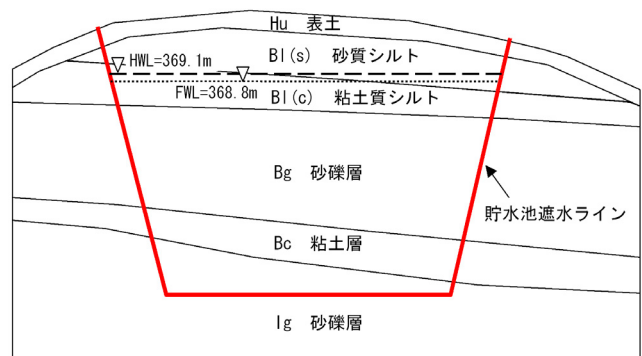 Hu 表土
HWL=369.1m
Bl(s) 砂質シルト
FWL=368.8m
Bl(c) 粘土質シルト
Bg 砂礫層
貯水池遮水ライン
Bc 粘土層
Ig 砂礫層